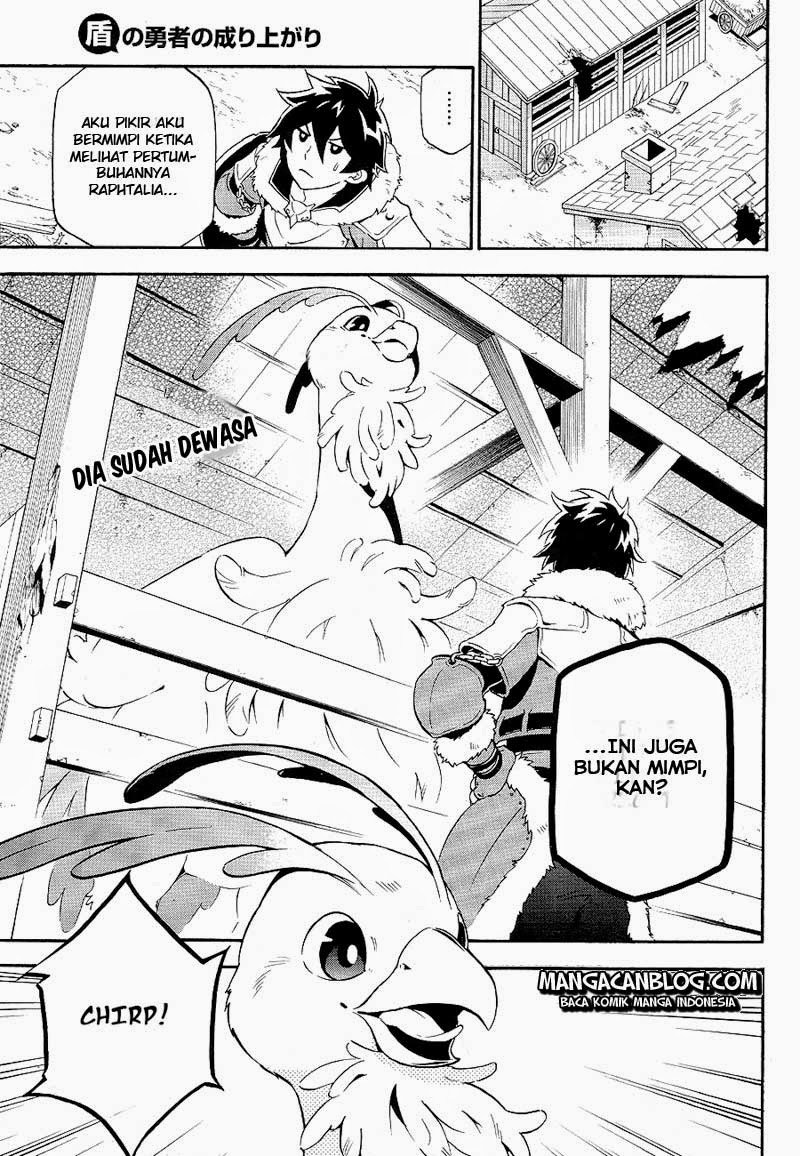 盾の勇者の成り上がり
......
AKU PIKIR AKU
BERMIMPI KETIKA
MELIHAT PERTUM-
BUHANNYA
RAPHTALIA...
DIA SUDAH DEWASA
...INI JUGA
BUKAN MIMPI,
KAN?
CHIRP!
MANGACANBLOG.COM
BACA KOMIK MANGA INDONESIA